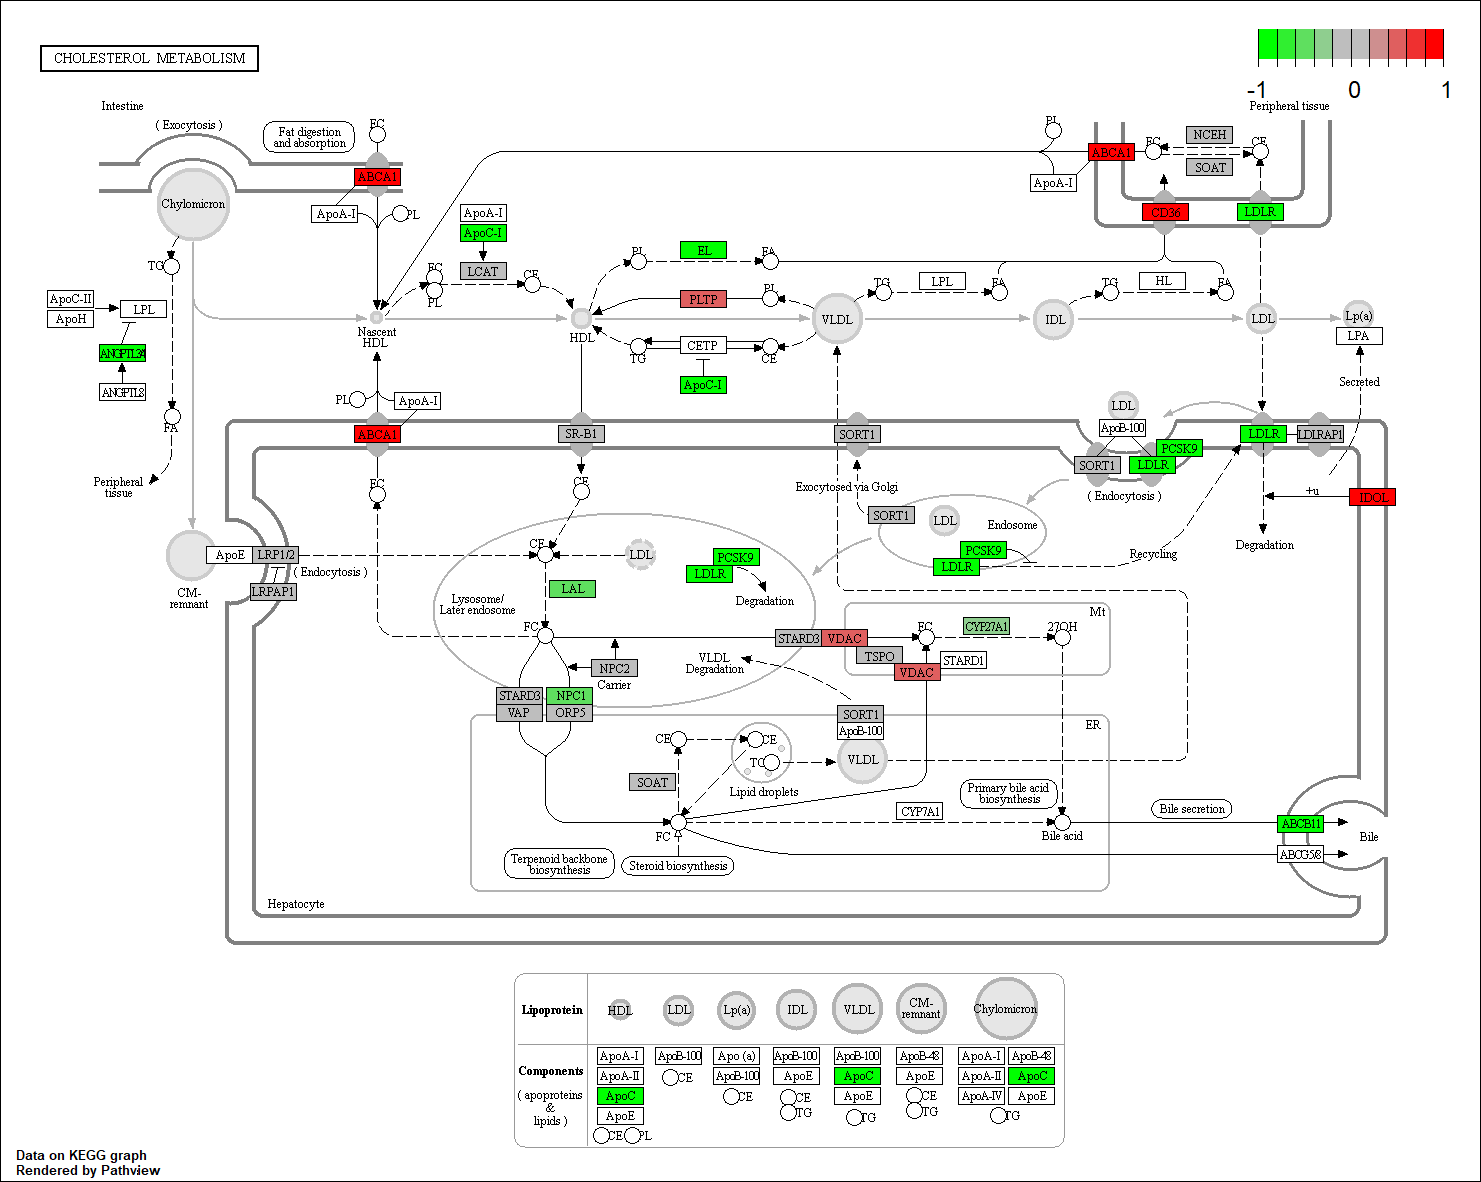 CHOLESTEROL METABOLISM
-1 0 1
Intestine
Peripheral tissue
( Exocytosis )
Fat digestion
and absorption
FC
PL
FC
NCEH
CE
ABCA1
SOAT
ABCA1
ApoA-I
Chylomicron
ApoA-I
PL
ApoA-I
CD36
LDLR
ApoC-I
LCAT
PL
EL
FA
TG
FC
PL
CE
TG
LPL
FA
TG
HL
FA
ApoC-II
ApoH
LPL
PLTP
PL
Nascent
HDL
HDL
VLDL
IDL
LDL
Lp(a)
LPA
TG
CETP
CE
ANGPTL34
ANGPTL8
ApoC-I
Secreted
PL
ApoA-I
FA
LDL
ApoB-100
ABCA1
SR-B1
SORT1
LDLR
LDLRAP1
PCSK9
SORT1
LDLR
( Endocytosis )
Peripheral
tissue
FC
CE
Exocytosed via Golgi
+u
IDOL
SORT1
LDL
Endosome
Degradation
ApoE
LRP1/2
( Endocytosis )
LRPAP1
CM-
remnant
CE
LDL
PCSK9
LDLR
Degradation
PCSK9
LDLR
Recycling
LAL
Lysosome/
Later endosome
Mt
FC
STARD3
VDAC
FC
CYP27A1
27OH
TSPO
STARD1
VDAC
NPC2
Carrier
VLDL
Degradation
STARD3
NPC1
VAP
ORP5
SORT1
ApoB-100
ER
CE
CE
TG
VLDL
SOAT
Lipid droplets
Primary bile acid
biosynthesis
CYP7A1
Bile secretion
FC
Bile acid
ABCB11
Bile
ABCG5/8
Terpenoid backbone
biosynthesis
Steroid biosynthesis
Hepatocyte
Lipoprotein
HDL
LDL
Lp(a)
IDL
VLDL
CM-
remnant
Chylomicron
Components
( apoproteins
&
lipids )
ApoA-I
ApoA-II
ApoC
ApoE
CE PL
ApoB-100
CE
Apo (a)
ApoB-100
CE
ApoB-100
ApoE
CE
TG
ApoB-100
ApoC
ApoE
TG
ApoB-48
ApoE
CE
TG
ApoA-I ApoB-48
ApoA-II ApoC
ApoA-IV ApoE
TG
Data on KEGG graph
Rendered by Pathview